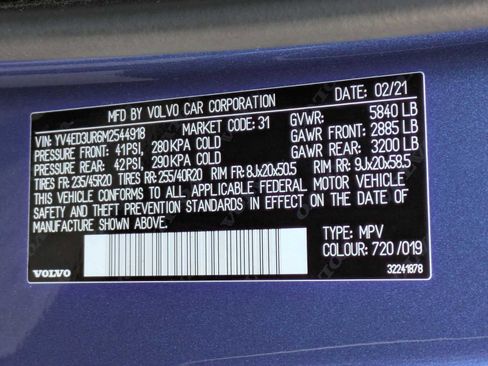 MFD BY VOLVO CAR CORPORATION DATE: 02/21
VIN: YV4ED3UR6M2544918 MARKET CODE: 31 GVWR: 5840 LB
PRESSURE FRONT: 41PSI, 280KPA COLD GAWR FRONT: 2885 LB
PRESSURE REAR: 42PSI, 290KPA COLD GAWR REAR: 3200 LB
TIRES FR: 235/45R20 TIRES RR: 255/40R20 RIM FR: 8Jx20x50.5 RIM RR: 9Jx20x58.5
THIS VEHICLE CONFORMS TO ALL APPLICABLE FEDERAL MOTOR VEHICLE
SAFETY AND THEFT PREVENTION STANDARDS IN EFFECT ON THE DATE OF
MANUFACTURE SHOWN ABOVE.
TYPE: MPV
COLOUR: 720/019
VOLVO 32241878